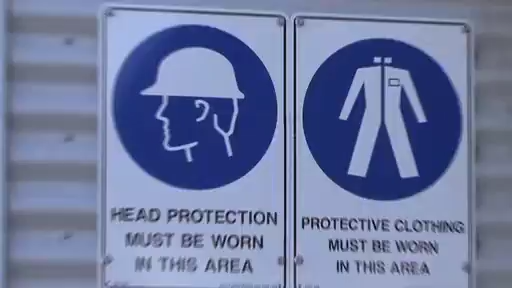 HEAD PROTECTION
MUST BE WORN
IN THIS AREA
PROTECTIVE CLOTHING
MUST BE WORN
IN THIS AREA